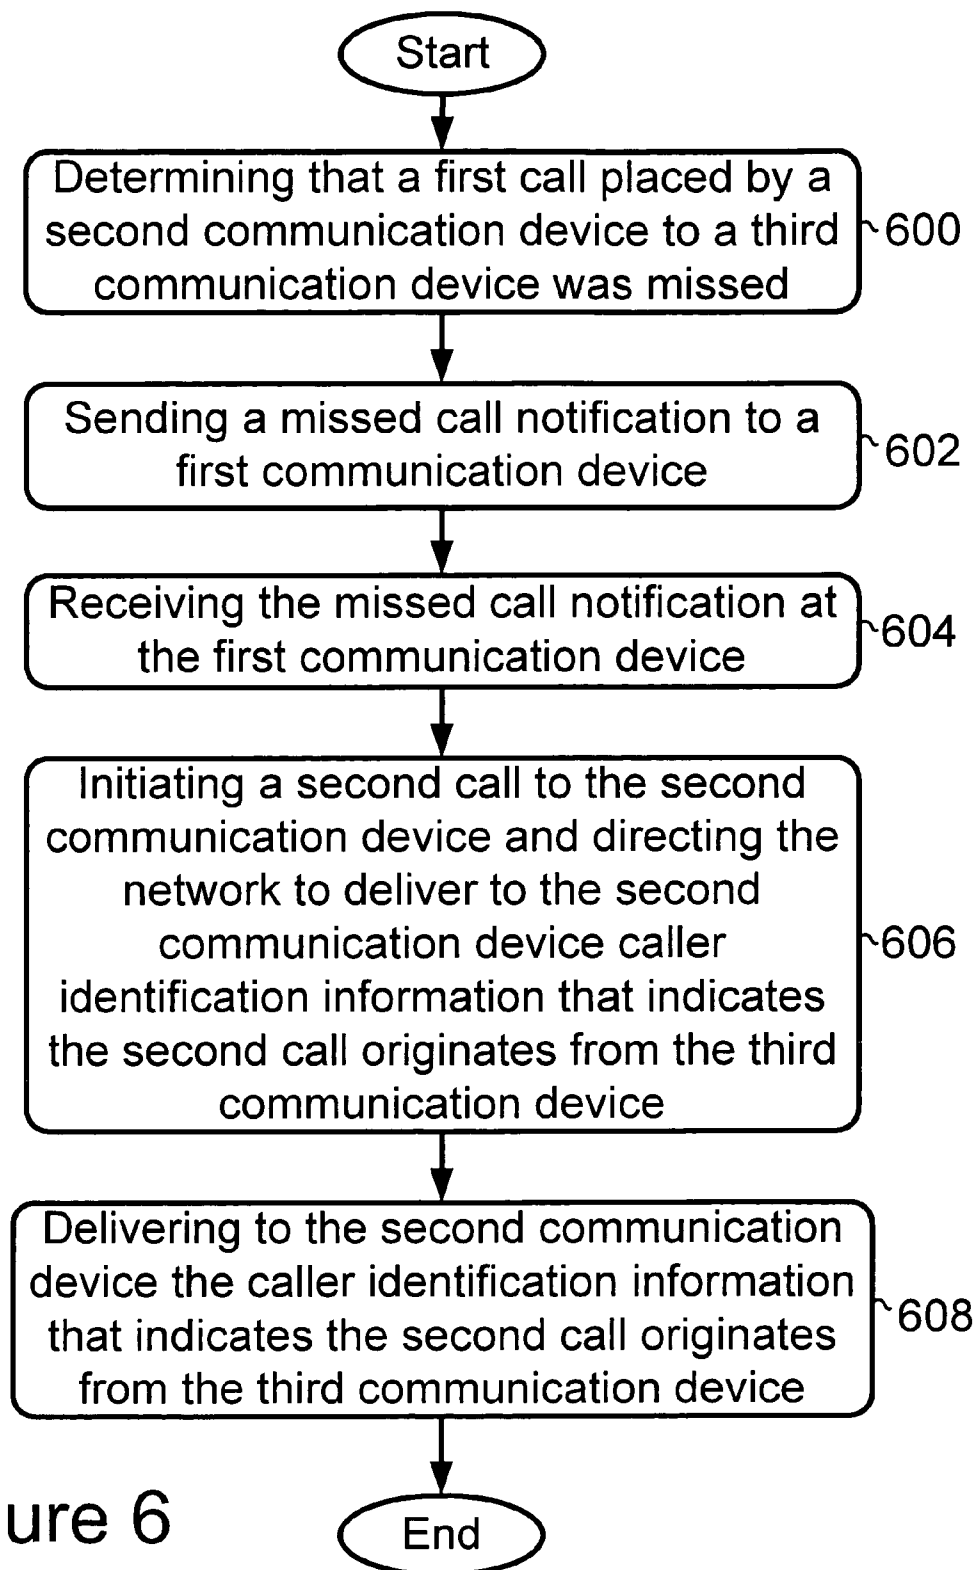 Start
Determining that a first call placed by a
second communication device to a third
communication device was missed
600
Sending a missed call notification to a
first communication device
602
Receiving the missed call notification at
the first communication device
604
Initiating a second call to the second
communication device and directing the
network to deliver to the second
communication device caller
identification information that indicates
the second call originates from the third
communication device
606
Delivering to the second communication
device the caller identification information
that indicates the second call originates
from the third communication device
608
End
ure 6